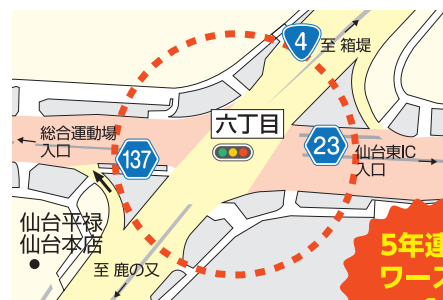 4
至 箱堤
六丁目
総合運動場
入口
137
23
仙台東IC
入口
仙台平禄
仙台本店
至 鹿の又
5年連
ワース